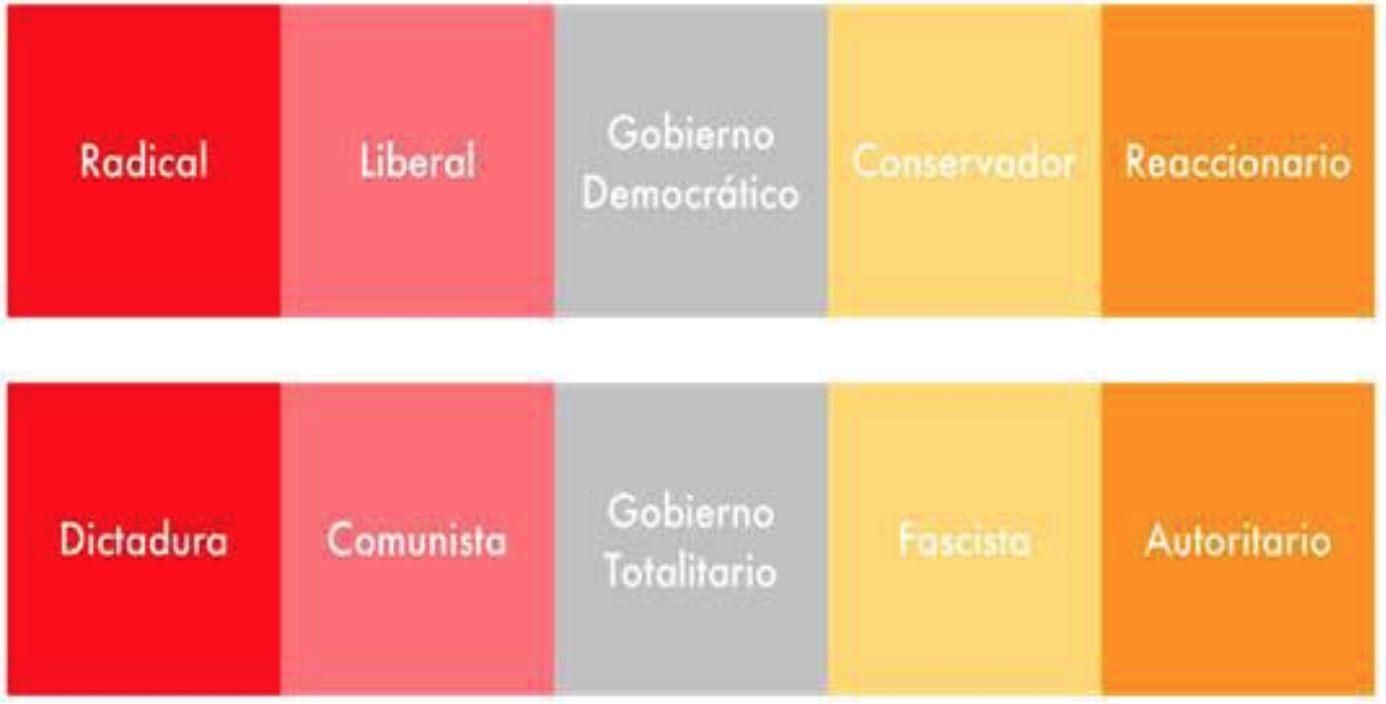 Radical
Liberal
Gobierno
Democrático
Conservador
Reaccionario
Dictadura
Comunista
Gobierno
Totalitario
Fascista
Autoritario